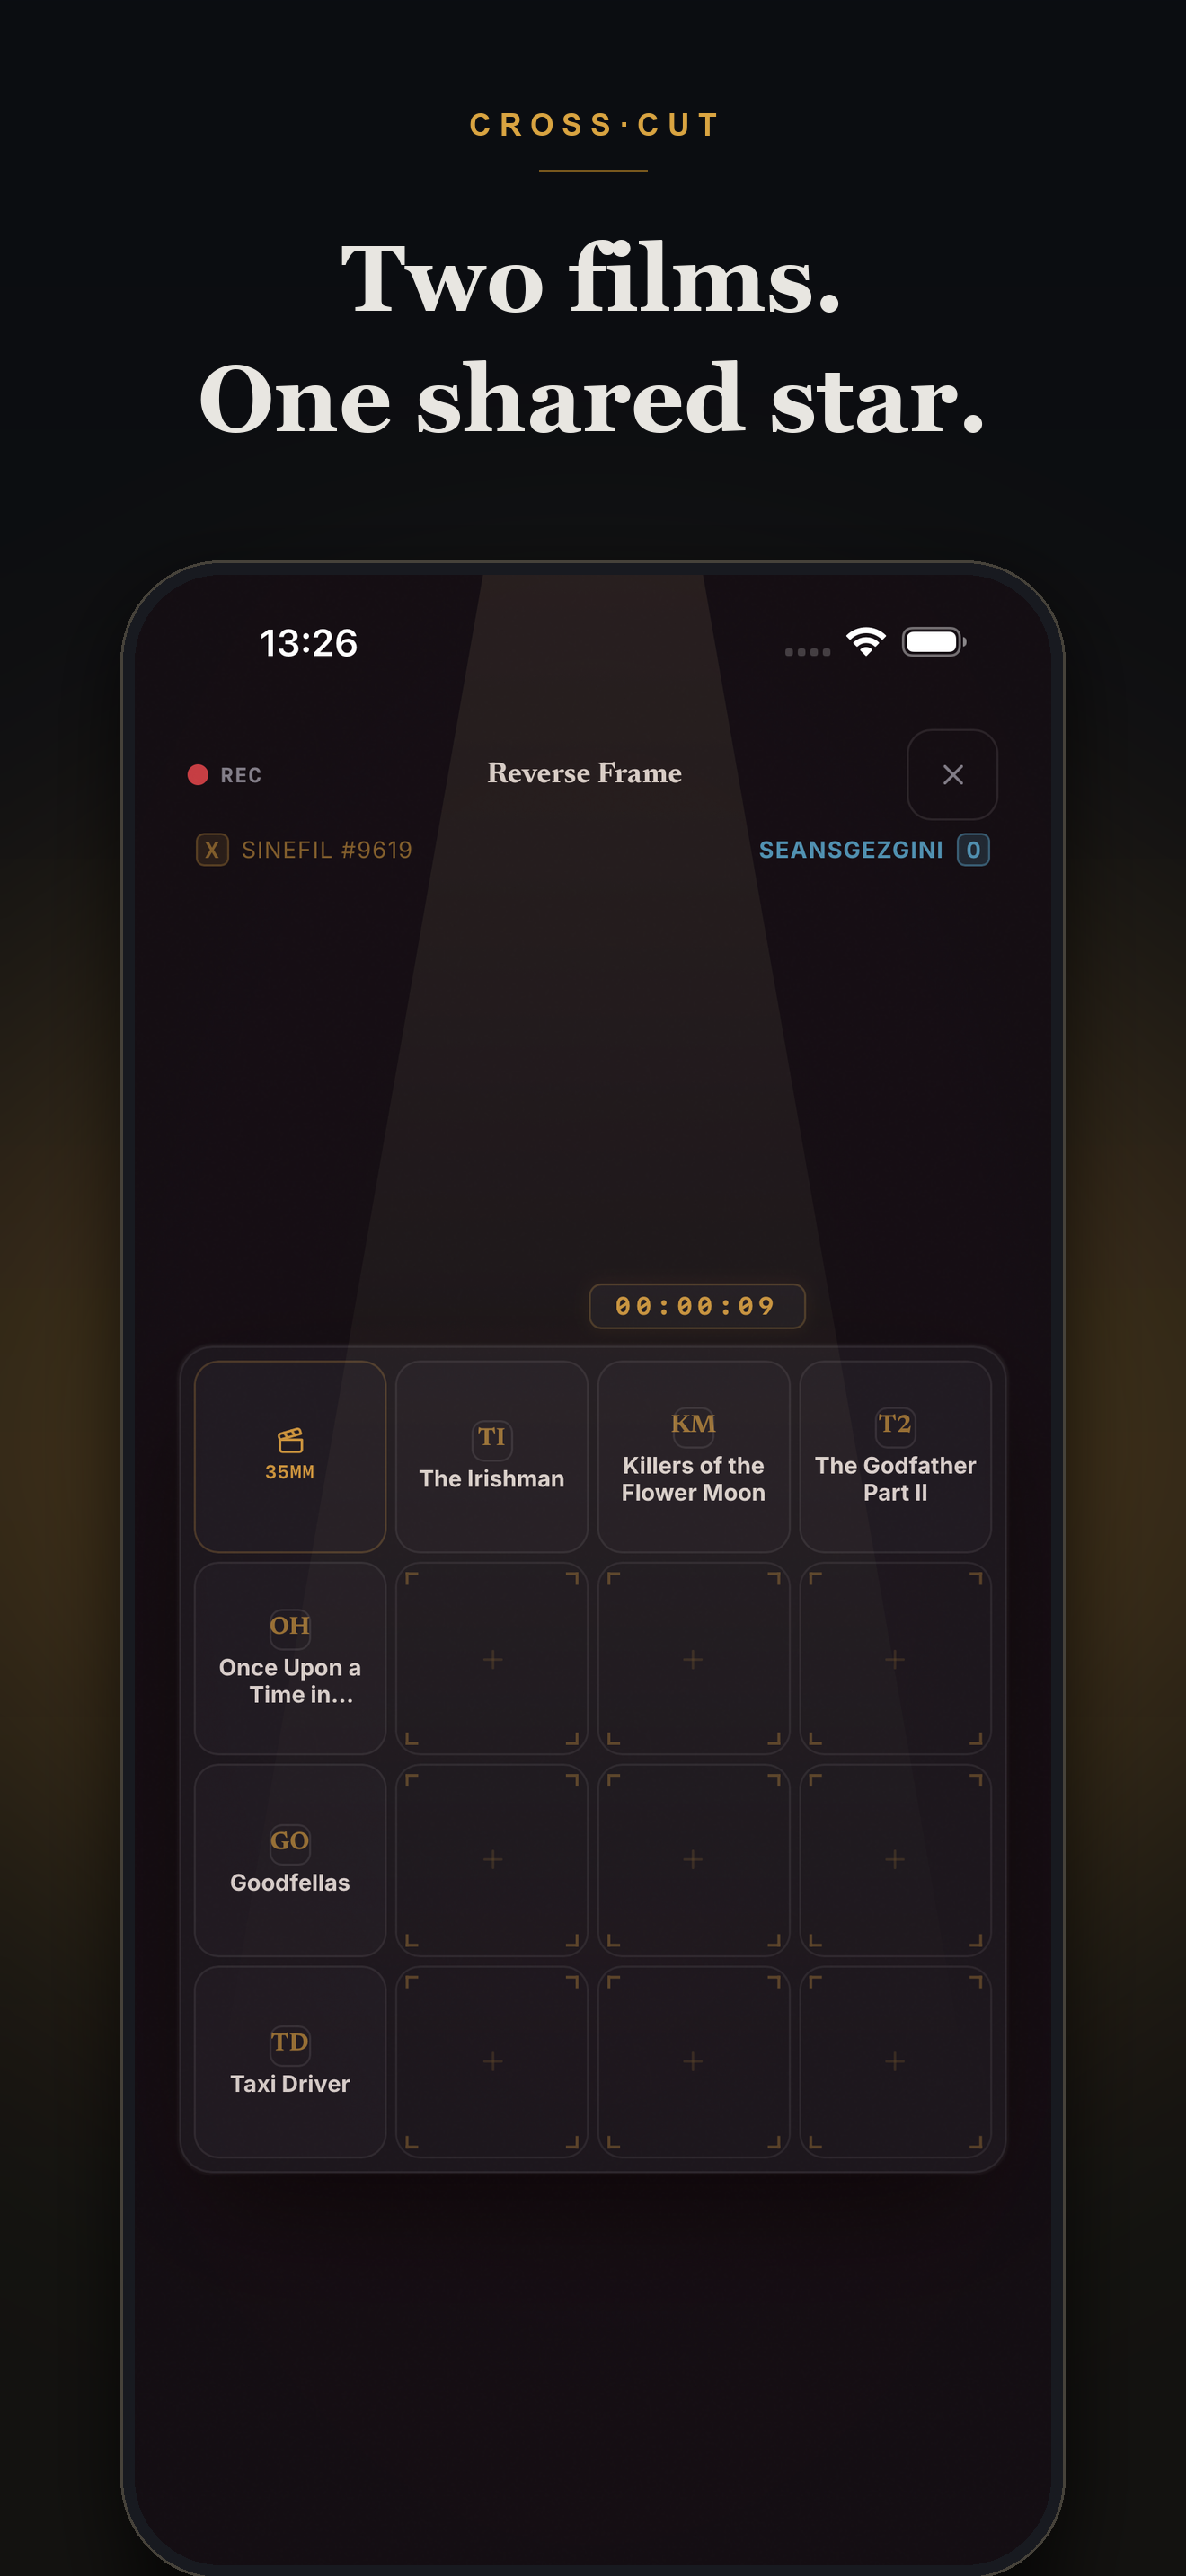 CROSS·CUT
Two films.
One shared star.
13:26
REC
Reverse Frame
X SINEFIL #9619
SEANSGEZGINI O
00:00:09
35MM
TI
The Irishman
KM
Killers of the
Flower Moon
T2
The Godfather
Part II
OH
Once Upon a
Time in...
GO
Goodfellas
TD
Taxi Driver